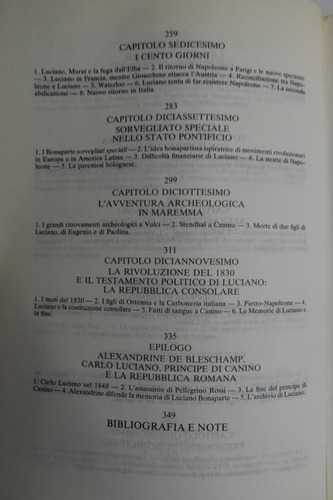 259
CAPITOLO SEDICESIMO
I CENTO GIORNI
1. Luciano, Murat e la fuga dall'Elba — 2. Il ritorno di Napoleone a Parigi e le nuove speranze
— 3. Luciano in Francia, mentre Gioacchino attacca l'Austria — 4. Riconciliazione tra Napo-
leone e Luciano — 5. Waterloo — 6. Luciano tenta di far resistere Napoleone — 7. La seconda
abdicazione — 8. Nuovo ritorno in Italia.
283
CAPITOLO DICIASSETTESIMO
SORVEGLIATO SPECIALE
NELLO STATO PONTIFICIO
1. I Bonaparte sorvegliati speciali — 2. L'idea bonapartista ispiratrice di movimenti rivoluzionari
in Europa e in America Latina — 3. Difficoltà finanziarie di Luciano — 4. La morte di Napo-
leone — 5. La parentesi bolognese.
299
CAPITOLO DICIOTTESIMO
L'AVVENTURA ARCHEOLOGICA
IN MAREMMA
1. I grandi ritrovamenti archeologici a Vulci — 2. Stendhal a Canino — 3. Morte di due figli
di Luciano, di Eugenio e di Paolina.
311
CAPITOLO DICIANNOVESIMO
LA RIVOLUZIONE DEL 1830
E IL TESTAMENTO POLITICO DI LUCIANO:
LA REPUBBLICA CONSOLARE
1. I moti del 1830 — 2. I figli di Ortensia e la Carboneria italiana — 3. Pietro-Napoleone — 4.
Luciano e la costituzione consolare — 5. Fatti di sangue a Canino — 6. Le Memorie di Luciano e
la fine.
335
EPILOGO
ALEXANDRINE DE BLESCHAMP,
CARLO LUCIANO, PRINCIPE DI CANINO
E LA REPUBBLICA ROMANA
1. Carlo Luciano nel 1848 — 2. L'assassinio di Pellegrino Rossi — 3. La fine del principe di
Canino — 4. Alexandrine difende la memoria di Luciano Bonaparte — 5. L'archivio di Luciano.
349
BIBLIOGRAFIA E NOTE